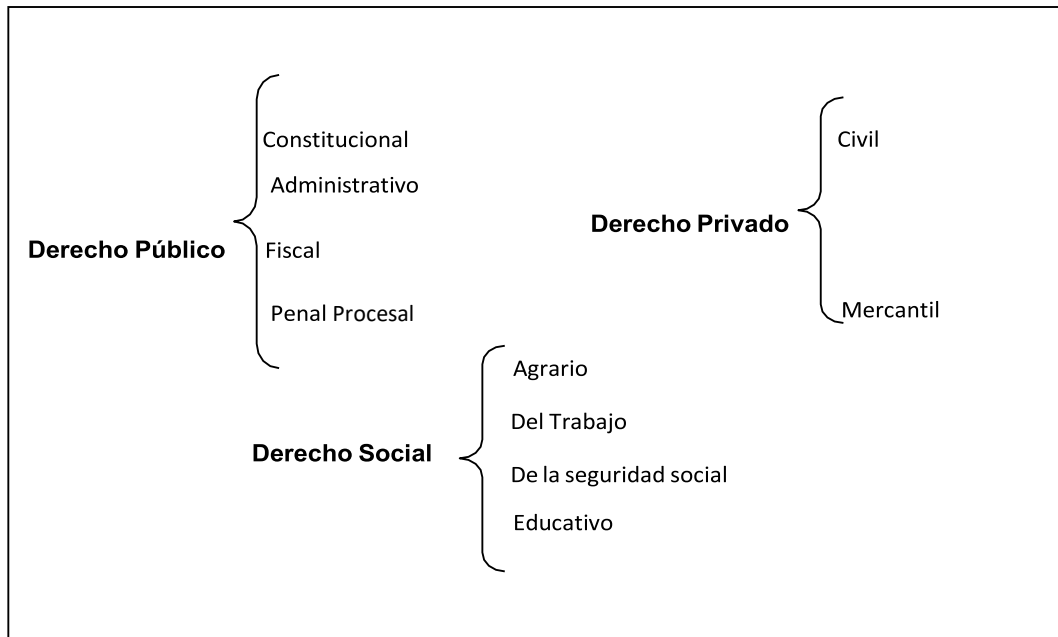 Derecho Público
Constitucional
Administrativo
Fiscal
Penal Procesal
Derecho Privado
Civil
Mercantil
Derecho Social
Agrario
Del Trabajo
De la seguridad social
Educativo